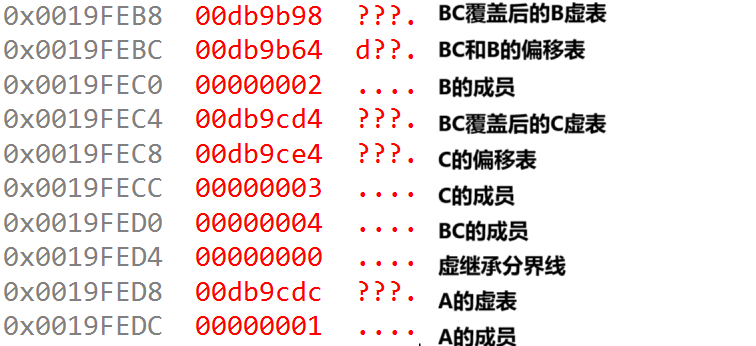 0x0019FEB8 00db9b98 ???. BC覆盖后的B虚表
0x0019FEBC 00db9b64 d??. BC和B的偏移表
0x0019FEC0 00000002 .... B的成员
0x0019FEC4 00db9cd4 ???. BC覆盖后的C虚表
0x0019FEC8 00db9ce4 ???. C的偏移表
0x0019FECC 00000003 .... C的成员
0x0019FED0 00000004 .... BC的成员
0x0019FED4 00000000 .... 虚继承分界线
0x0019FED8 00db9cdc ???. A的虚表
0x0019FEDC 00000001 .... A的成员